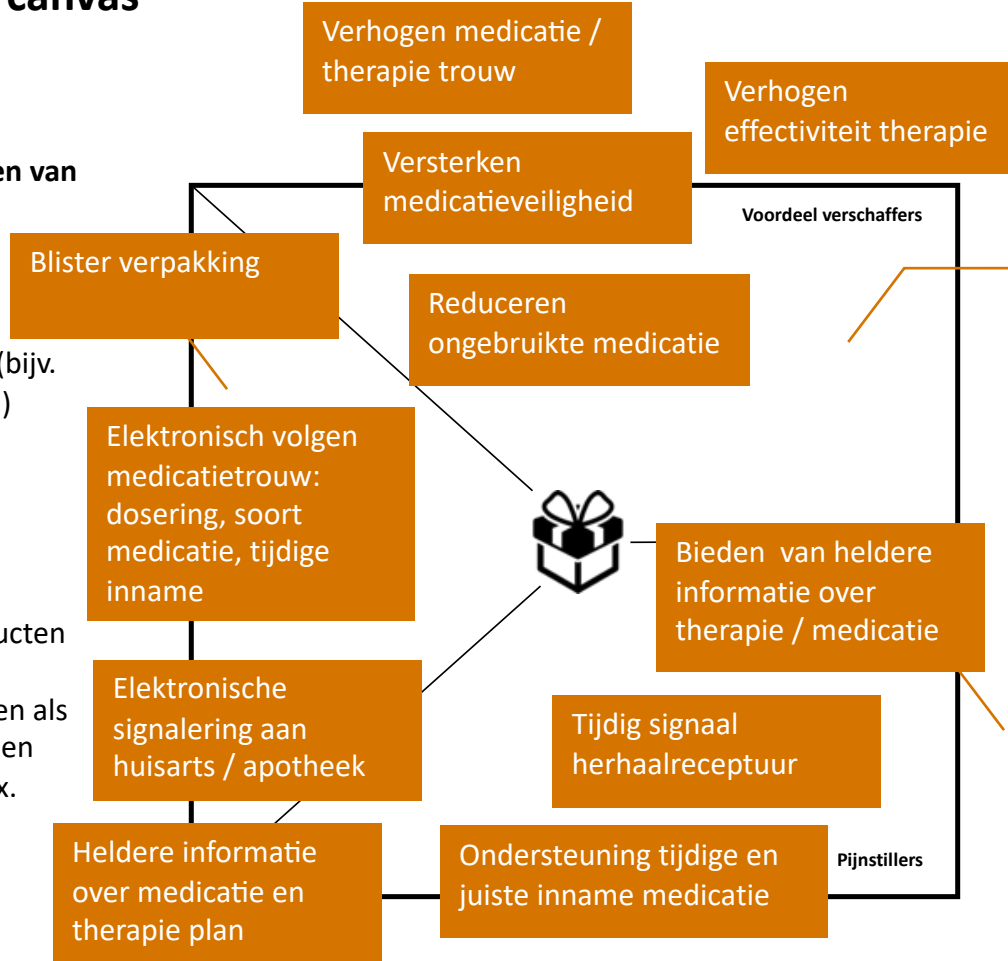 canvas
Verhogen medicatie /
therapie trouw
Verhogen
effectiviteit therapie
en van
Versterken
medicatieveiligheid
Voordeel verschaffers
Blister verpakking
Reduceren
ongebruikte medicatie
(bijv.
)
Elektronisch volgen
medicatietrouw:
dosering, soort
medicatie, tijdige
inname
Bieden van heldere
informatie over
therapie / medicatie
ucten
en als
en
x.
Elektronische
signalering aan
huisarts / apotheek
Tijdig signaal
herhaalreceptuur
Heldere informatie
over medicatie en
therapie plan
Ondersteuning tijdige en
juiste inname medicatie
Pijnstillers